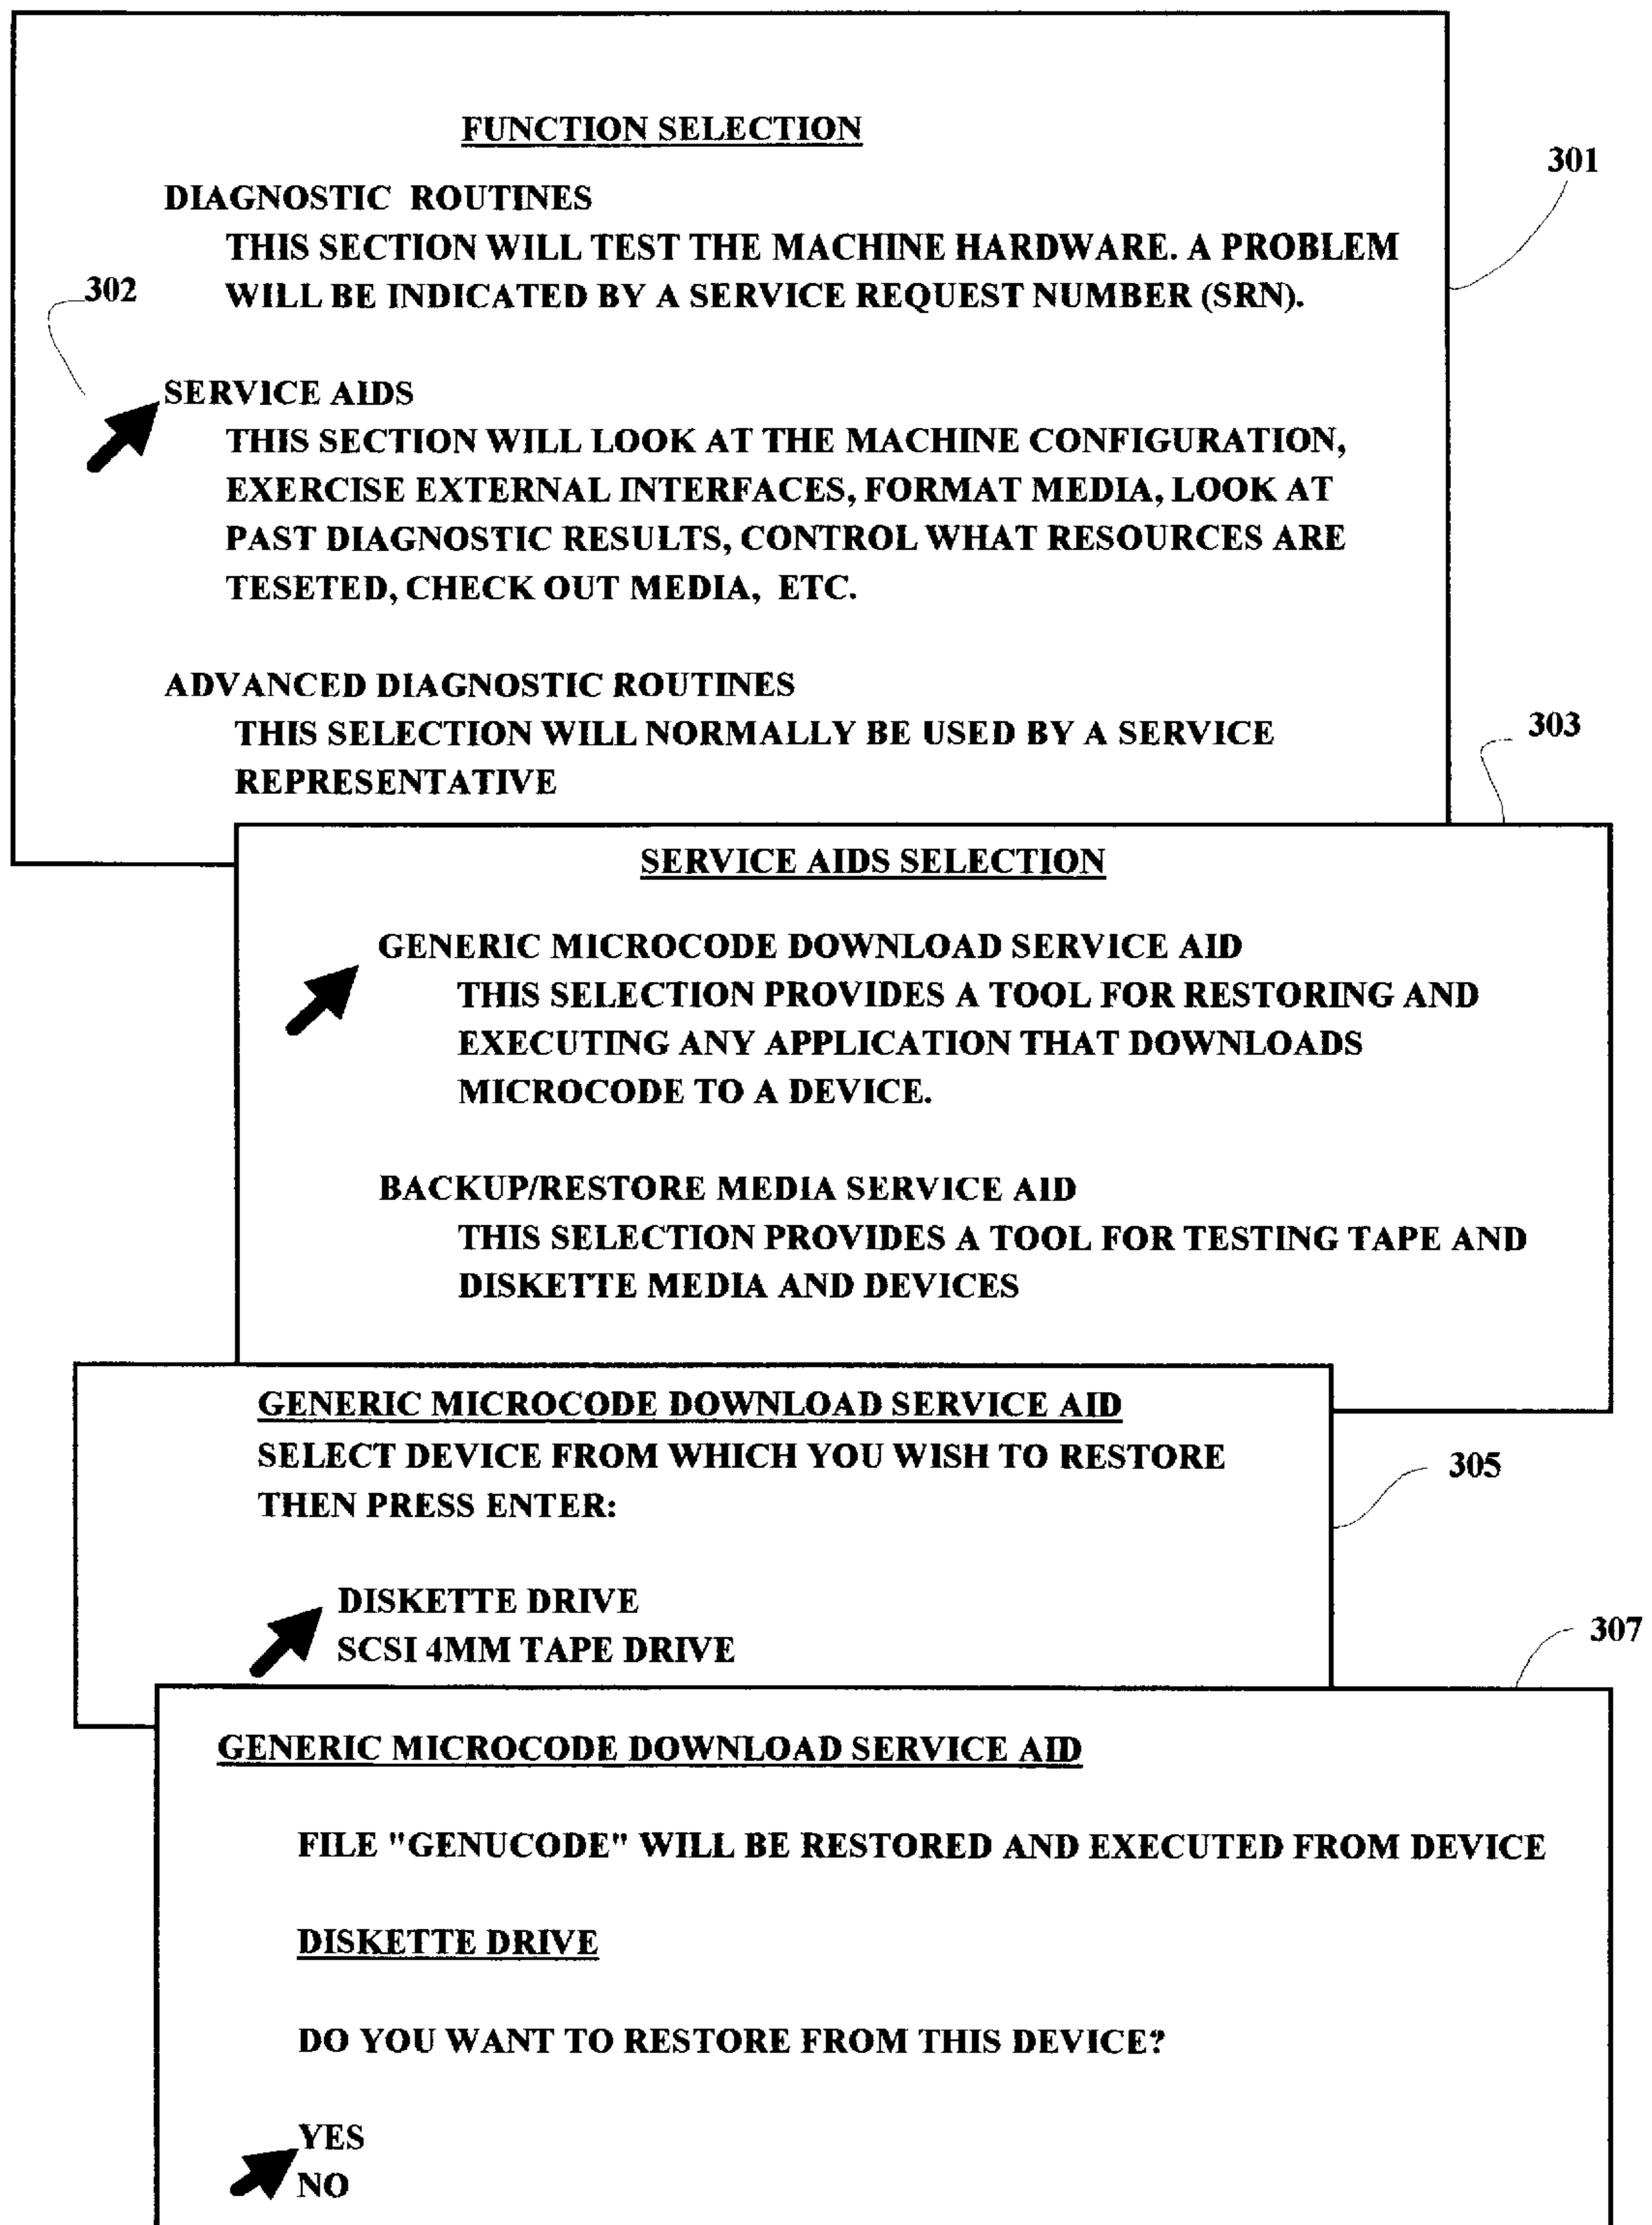 FUNCTION SELECTION
301
DIAGNOSTIC ROUTINES
THIS SECTION WILL TEST THE MACHINE HARDWARE. A PROBLEM
WILL BE INDICATED BY A SERVICE REQUEST NUMBER (SRN).
302
SERVICE AIDS
THIS SECTION WILL LOOK AT THE MACHINE CONFIGURATION,
EXERCISE EXTERNAL INTERFACES, FORMAT MEDIA, LOOK AT
PAST DIAGNOSTIC RESULTS, CONTROL WHAT RESOURCES ARE
TESETED, CHECK OUT MEDIA, ETC.
ADVANCED DIAGNOSTIC ROUTINES
THIS SELECTION WILL NORMALLY BE USED BY A SERVICE
REPRESENTATIVE
303
SERVICE AIDS SELECTION
GENERIC MICROCODE DOWNLOAD SERVICE AID
THIS SELECTION PROVIDES A TOOL FOR RESTORING AND
EXECUTING ANY APPLICATION THAT DOWNLOADS
MICROCODE TO A DEVICE.
BACKUP/RESTORE MEDIA SERVICE AID
THIS SELECTION PROVIDES A TOOL FOR TESTING TAPE AND
DISKETTE MEDIA AND DEVICES
GENERIC MICROCODE DOWNLOAD SERVICE AID
SELECT DEVICE FROM WHICH YOU WISH TO RESTORE
THEN PRESS ENTER:
305
DISKETTE DRIVE
SCSI 4MM TAPE DRIVE
307
GENERIC MICROCODE DOWNLOAD SERVICE AID
FILE "GENUCODE" WILL BE RESTORED AND EXECUTED FROM DEVICE
DISKETTE DRIVE
DO YOU WANT TO RESTORE FROM THIS DEVICE?
YES
NO